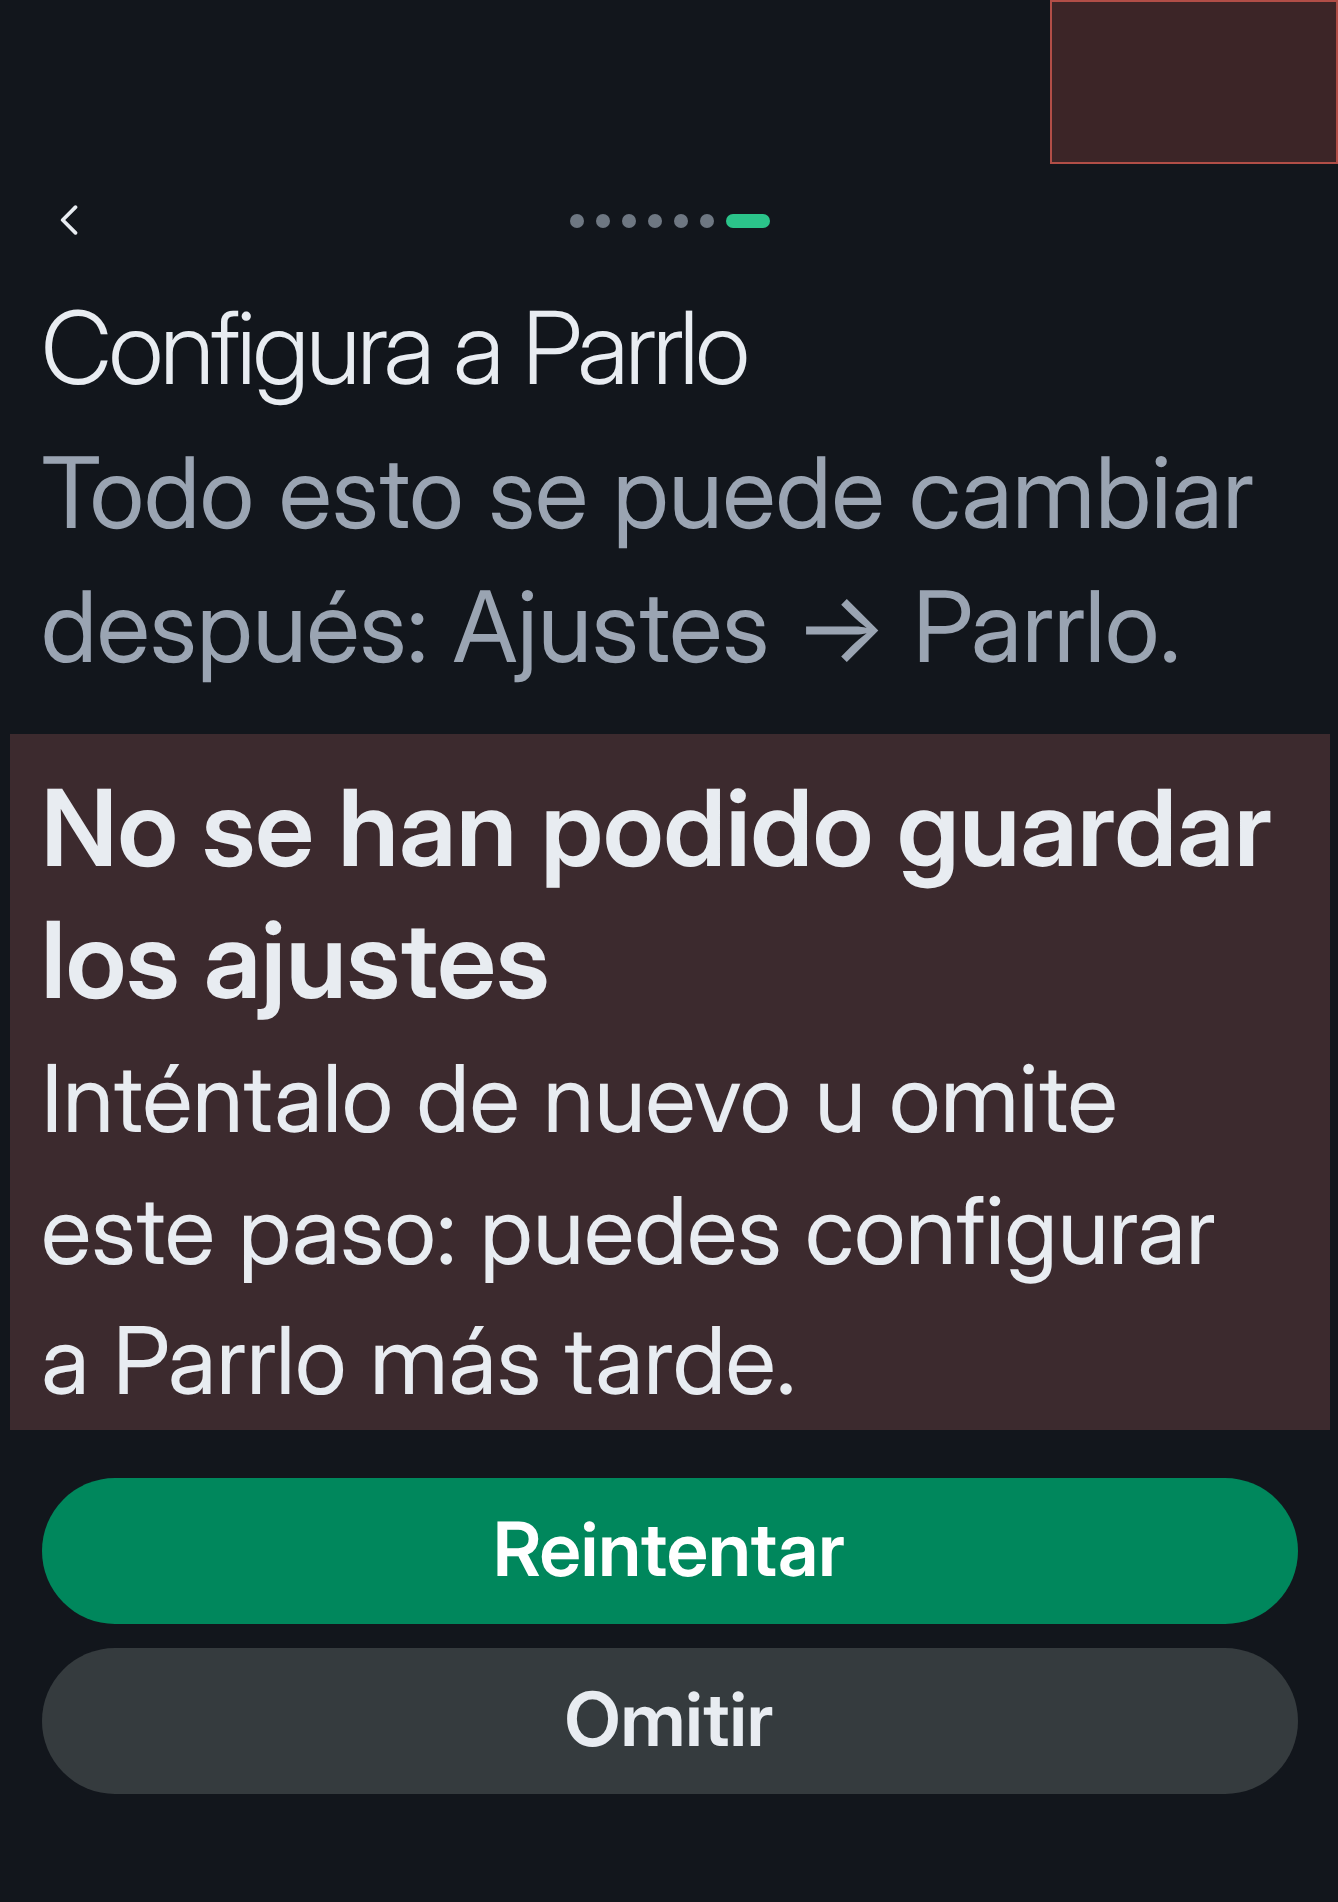 Configura a Parrlo
Todo esto se puede cambiar
después: Ajustes → Parrlo.
No se han podido guardar
los ajustes
Inténtalo de nuevo u omite
este paso: puedes configurar
a Parrlo más tarde.
Reintentar
Omitir